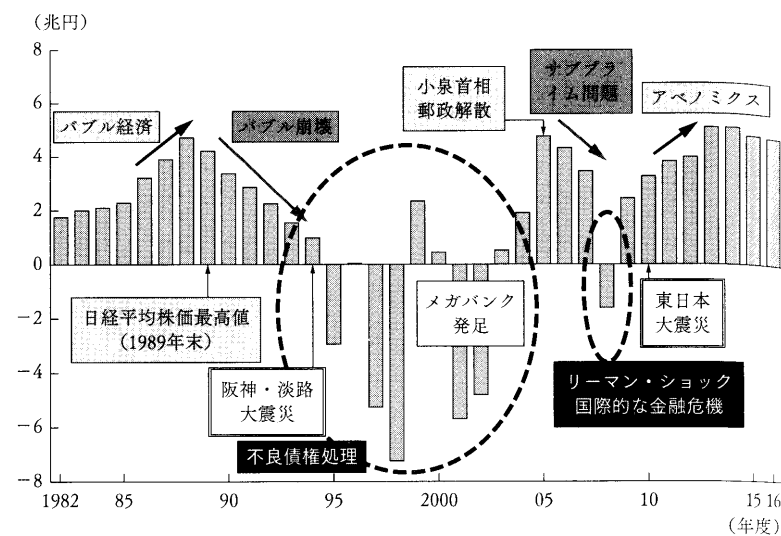 (兆円)
8
6
4
2
0
−2
−4
−6
−8
バブル経済
バブル崩壊
小泉首相
郵政解散
サブプラ
イム問題
アベノミクス
日経平均株価最高値
(1989年末)
阪神・淡路
大震災
不良債権処理
メガバンク
発足
東日本
大震災
リーマン・ショック
国際的な金融危機
1982
85
90
95
2000
05
10
15 16
(年度)